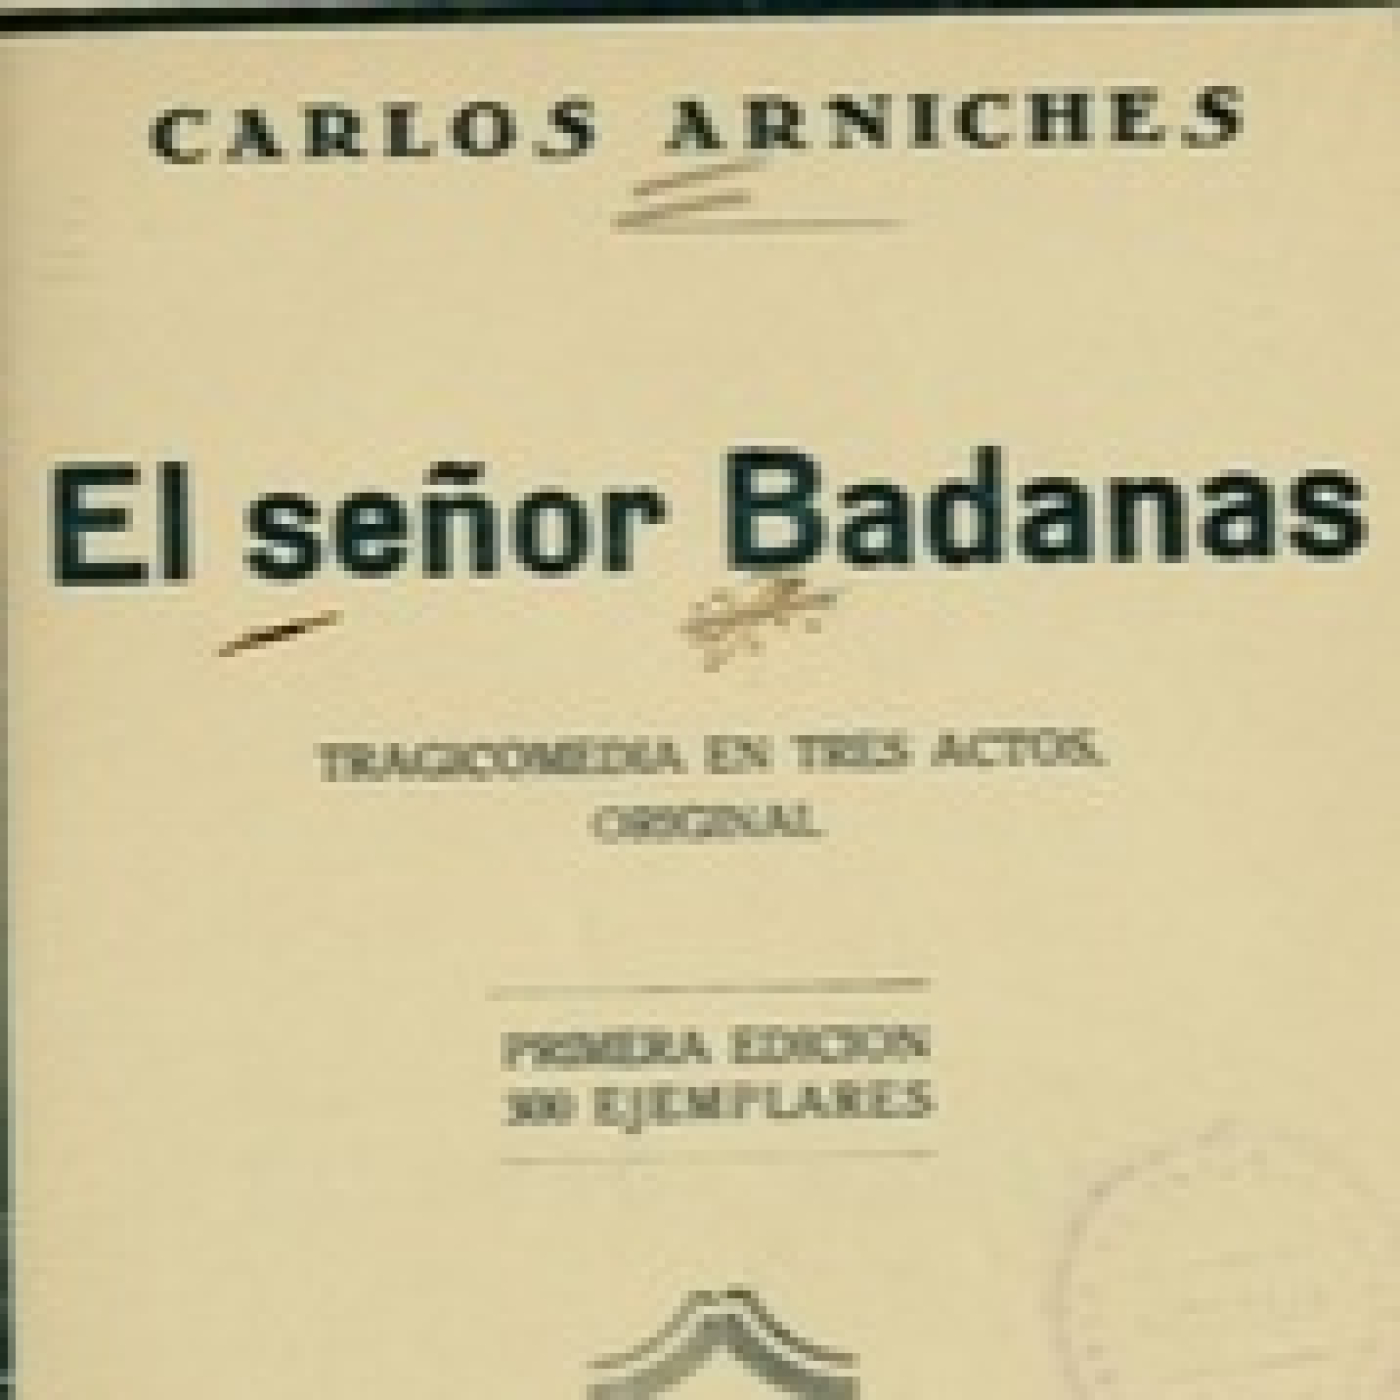 CARLOS ARNICHES
El señor Badanas
TRAGICOMEDIA EN TRES ACTOS,
ORIGINAL
PRIMERA EDICION
300 EJEMPLARES